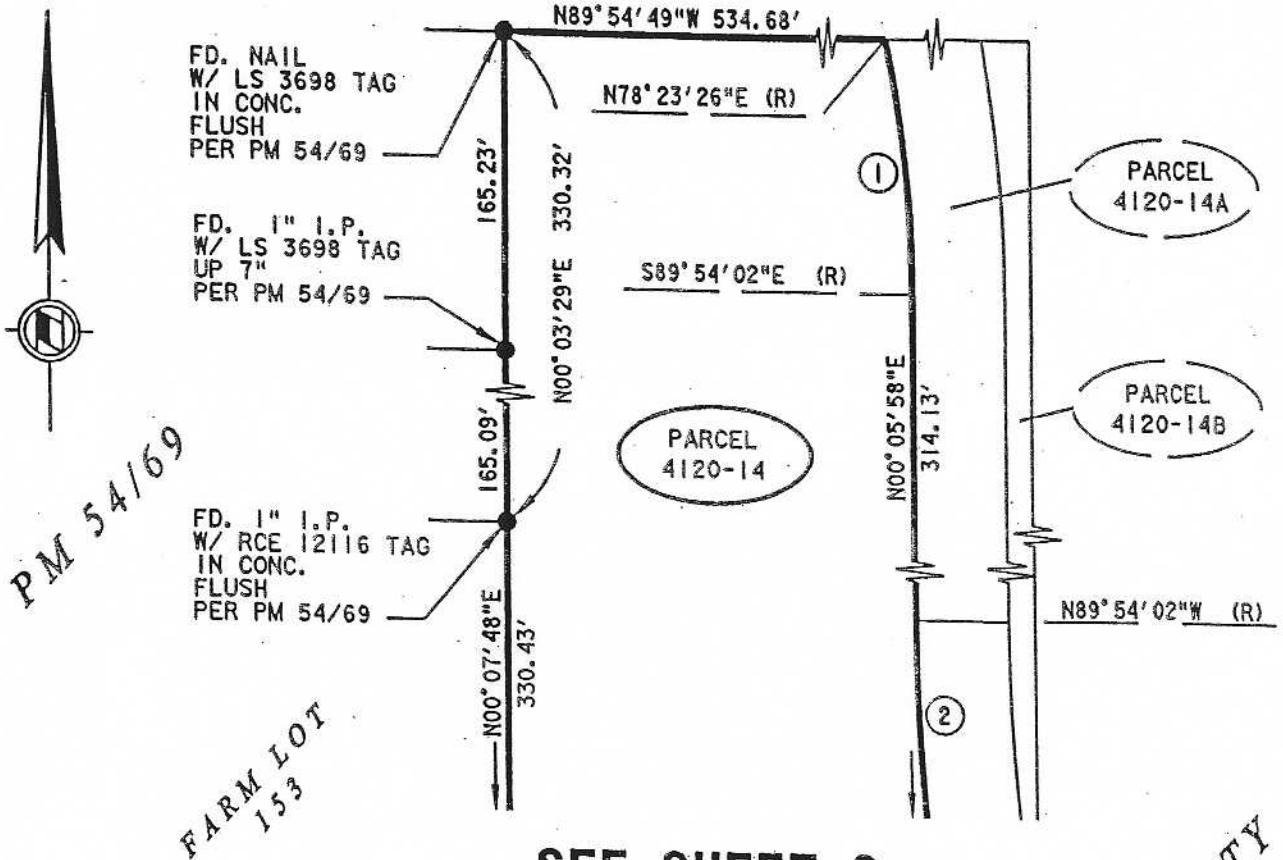 N89°54'49"W 534.68'
FD. NAIL
W/ LS 3698 TAG
IN CONC.
FLUSH
PER PM 54/69
N78°23'26"E (R)
165.23'
N00°03'29"E 330.32'
1
PARCEL
4120-14A
FD. 1" I.P.
W/ LS 3698 TAG
UP 7"
PER PM 54/69
S89°54'02"E (R)
N00°05'58"E
314.13'
PARCEL
4120-14B
PM 54/69
165.09'
PARCEL
4120-14
FD. 1" I.P.
W/ RCE 12116 TAG
IN CONC.
FLUSH
PER PM 54/69
N89°54'02"W (R)
N00°07'48"E
330.43'
2
FARM LOT
153